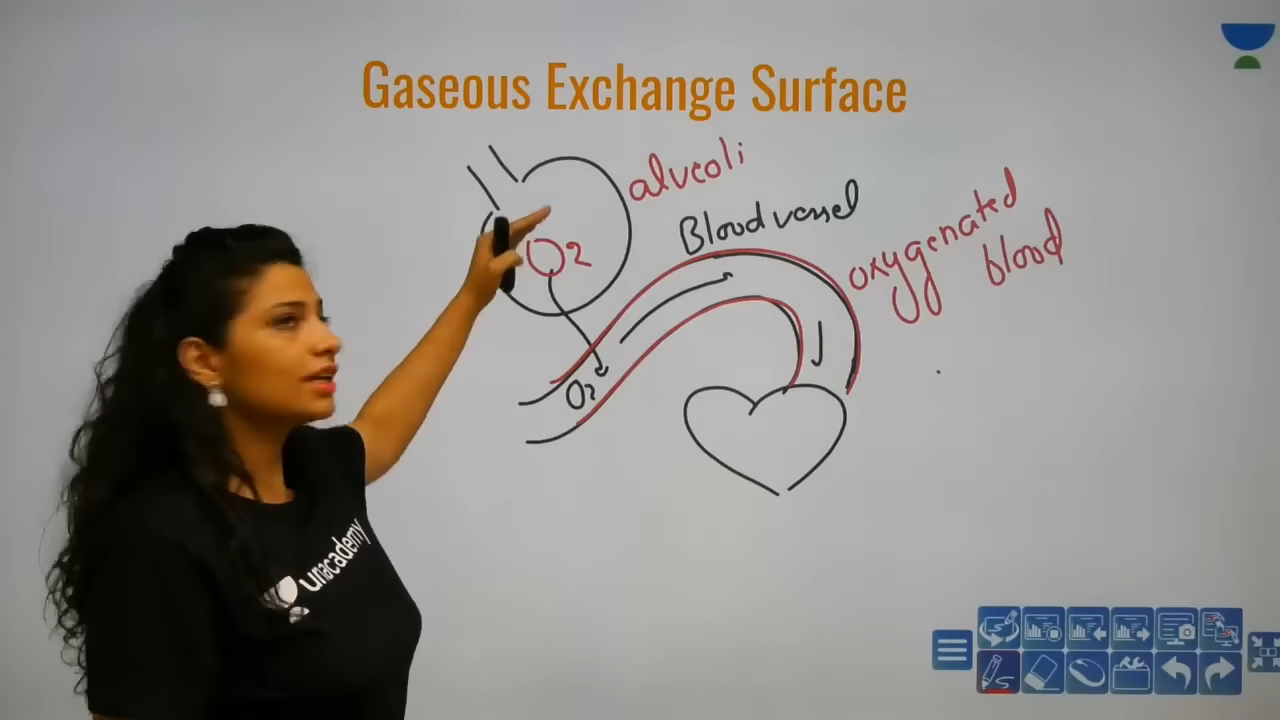 Gaseous Exchange Surface
alveoli
Blood vessel
oxygenated
blood
O2
O2
unacademy